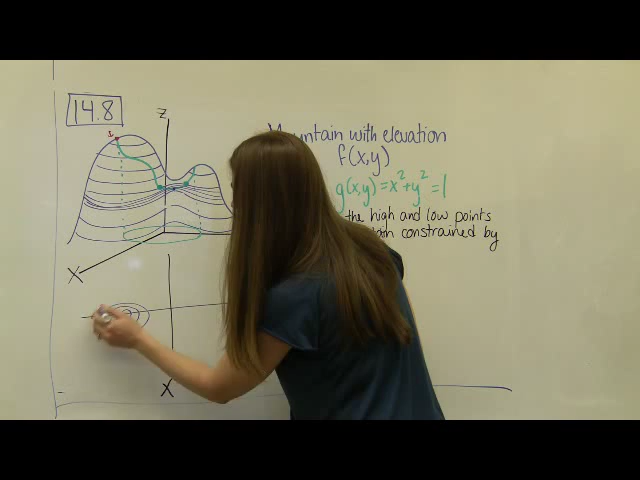 14.8
Z
Mountain with elevation
f(x,y)
g(x,y)=x²+y²=1
the high and low points
constrained by
X
X